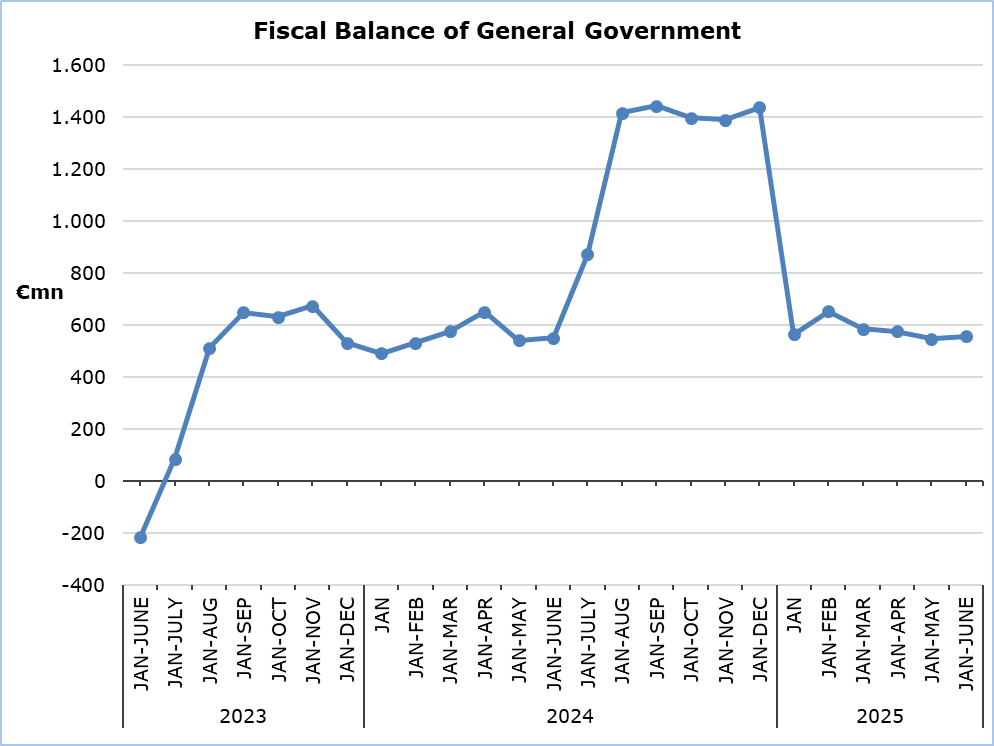 Fiscal Balance of General Government
1.600
1.400
1.200
1.000
800
€mn
600
400
200
0
-200
-400
JAN-JUNE
JAN-JULY
JAN-AUG
JAN-SEP
JAN-OCT
JAN-NOV
JAN-DEC
JAN
JAN-FEB
JAN-MAR
JAN-APR
JAN-MAY
JAN-JUNE
JAN-JULY
JAN-AUG
JAN-SEP
JAN-OCT
JAN-NOV
JAN-DEC
JAN
JAN-FEB
JAN-MAR
JAN-APR
JAN-MAY
JAN-JUNE
2023
2024
2025